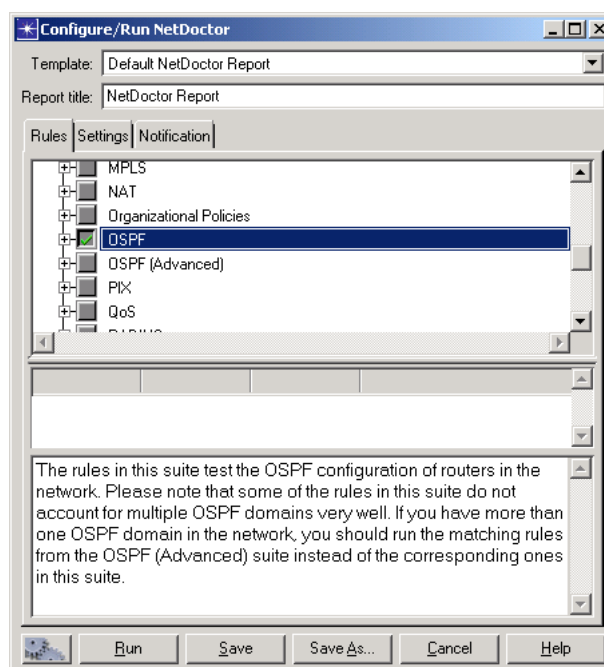 Configure/Run NetDoctor
Template: Default NetDoctor Report
Report title: NetDoctor Report
Rules Settings Notification
MPLS
NAT
Organizational Policies
OSPF
OSPF (Advanced)
PIX
QoS
The rules in this suite test the OSPF configuration of routers in the
network. Please note that some of the rules in this suite do not
account for multiple OSPF domains very well. If you have more than
one OSPF domain in the network, you should run the matching rules
from the OSPF (Advanced) suite instead of the corresponding ones
in this suite.
Run Save Save As... Cancel Help